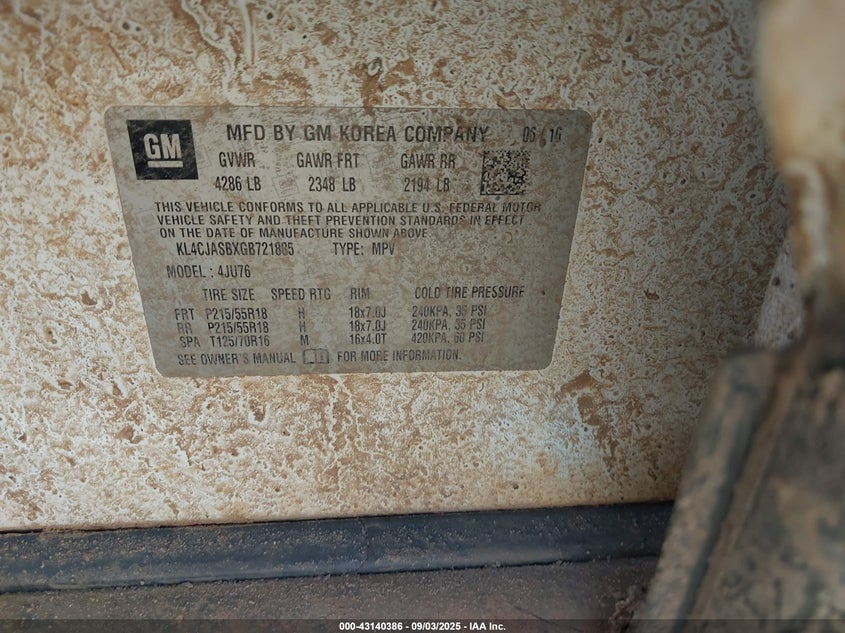 GM
MFD BY GM KOREA COMPANY 06/16
GVWR GAWR FRT GAWR RR
4286 LB 2348 LB 2194 LB
THIS VEHICLE CONFORMS TO ALL APPLICABLE U.S. FEDERAL MOTOR
VEHICLE SAFETY AND THEFT PREVENTION STANDARDS IN EFFECT
ON THE DATE OF MANUFACTURE SHOWN ABOVE.
KL4CJASBXGB721885 TYPE: MPV
MODEL : 4JU76
TIRE SIZE SPEED RTG RIM COLD TIRE PRESSURE
FRT P215/55R18 H 18x7.0J 240KPA, 35 PSI
RR P215/55R18 H 18x7.0J 240KPA, 35 PSI
SPA T125/70R16 M 16x4.0T 420KPA, 60 PSI
SEE OWNER'S MANUAL FOR MORE INFORMATION.
000-43140386 - 09/03/2025 - IAA Inc.